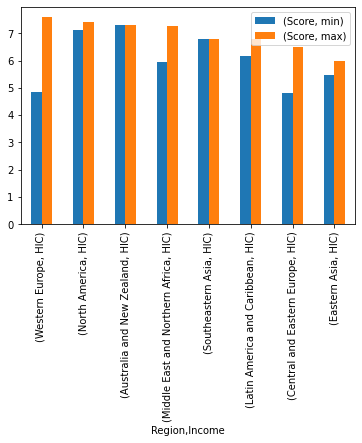 (Score, min)
(Score, max)
7
6
5
4
3
2
1
0
(Western Europe, HIC)
(North America, HIC)
(Australia and New Zealand, HIC)
(Middle East and Northern Africa, HIC)
(Southeastern Asia, HIC)
(Latin America and Caribbean, HIC)
(Central and Eastern Europe, HIC)
(Eastern Asia, HIC)
Region,Income